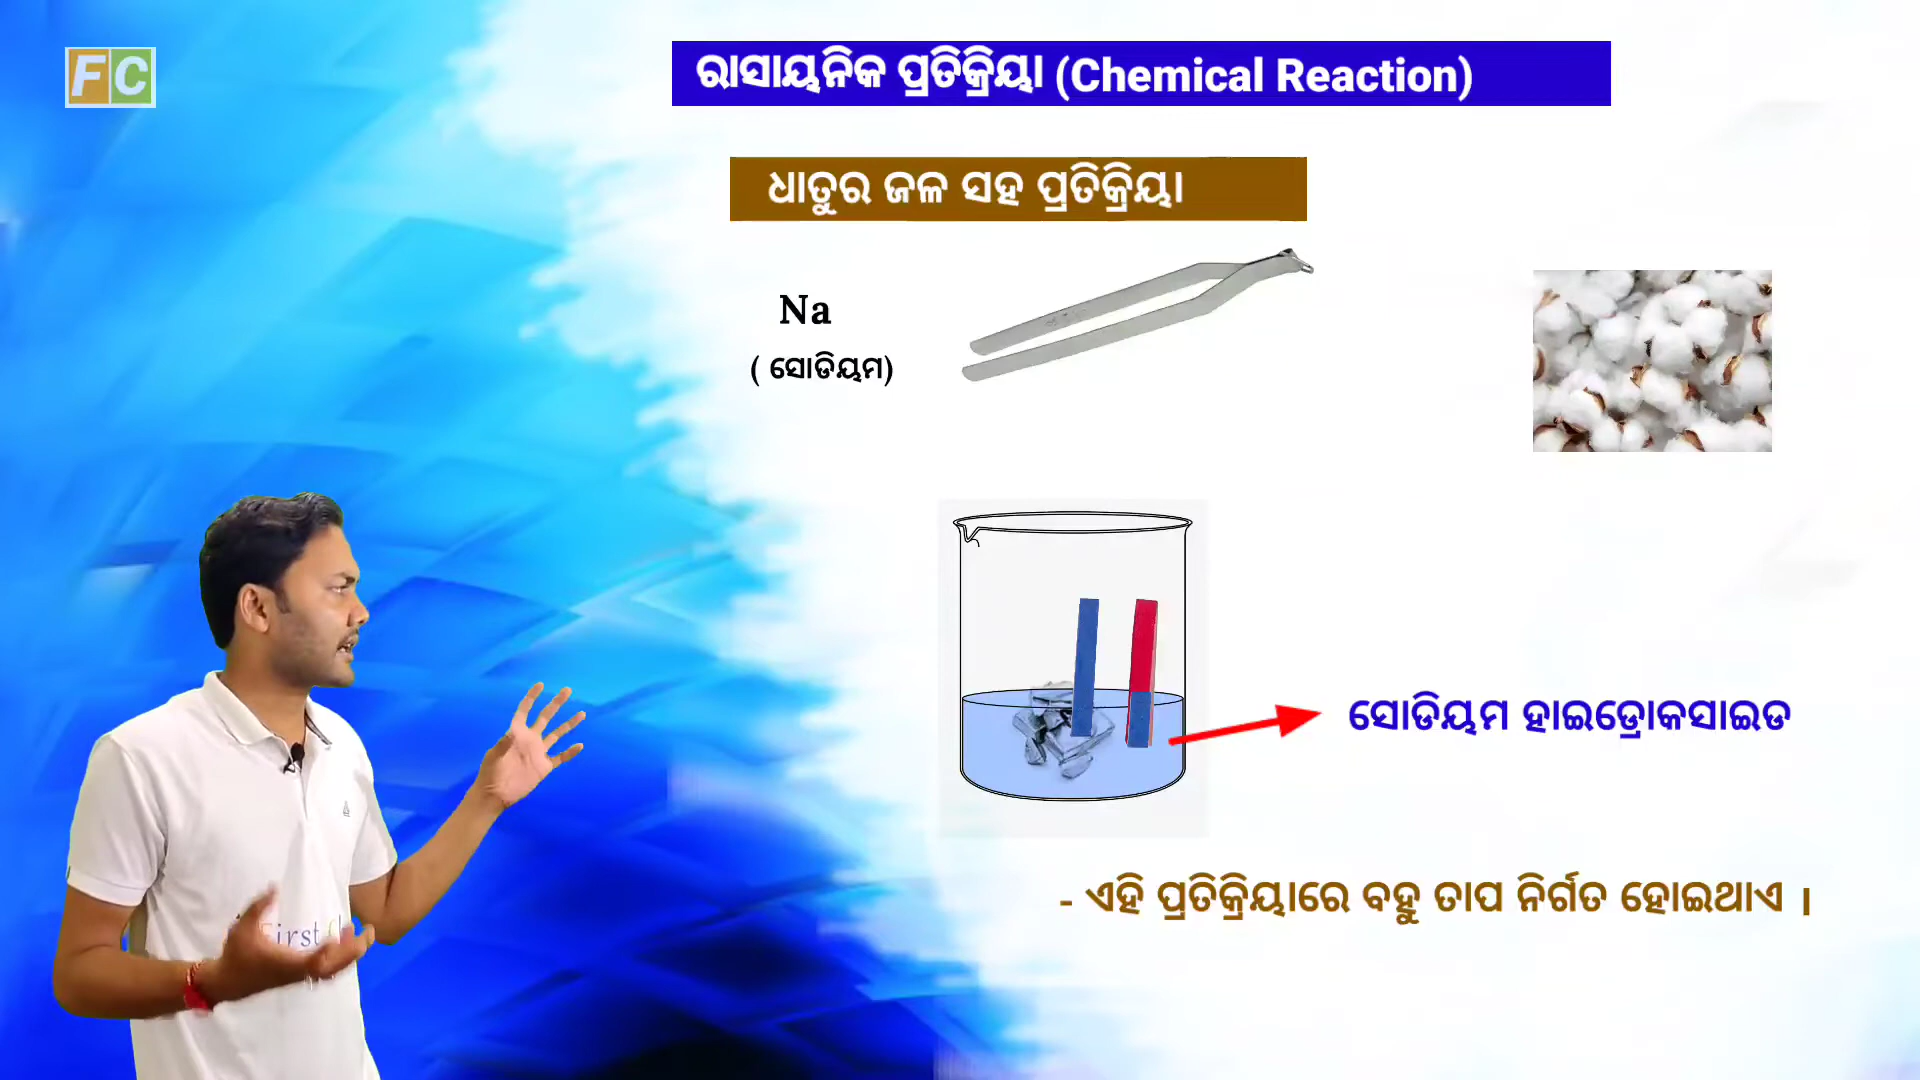 FC
ରାସାୟନିକ ପ୍ରତିକ୍ରିୟା (Chemical Reaction)
ଧାତୁର ଜଳ ସହ ପ୍ରତିକ୍ରିୟା
Na
( ସୋଡିୟମ)
ସୋଡିୟମ ହାଇଡ୍ରୋକସାଇଡ
- ଏହି ପ୍ରତିକ୍ରିୟାରେ ବହୁ ତାପ ନିର୍ଗତ ହୋଇଥାଏ ।
First